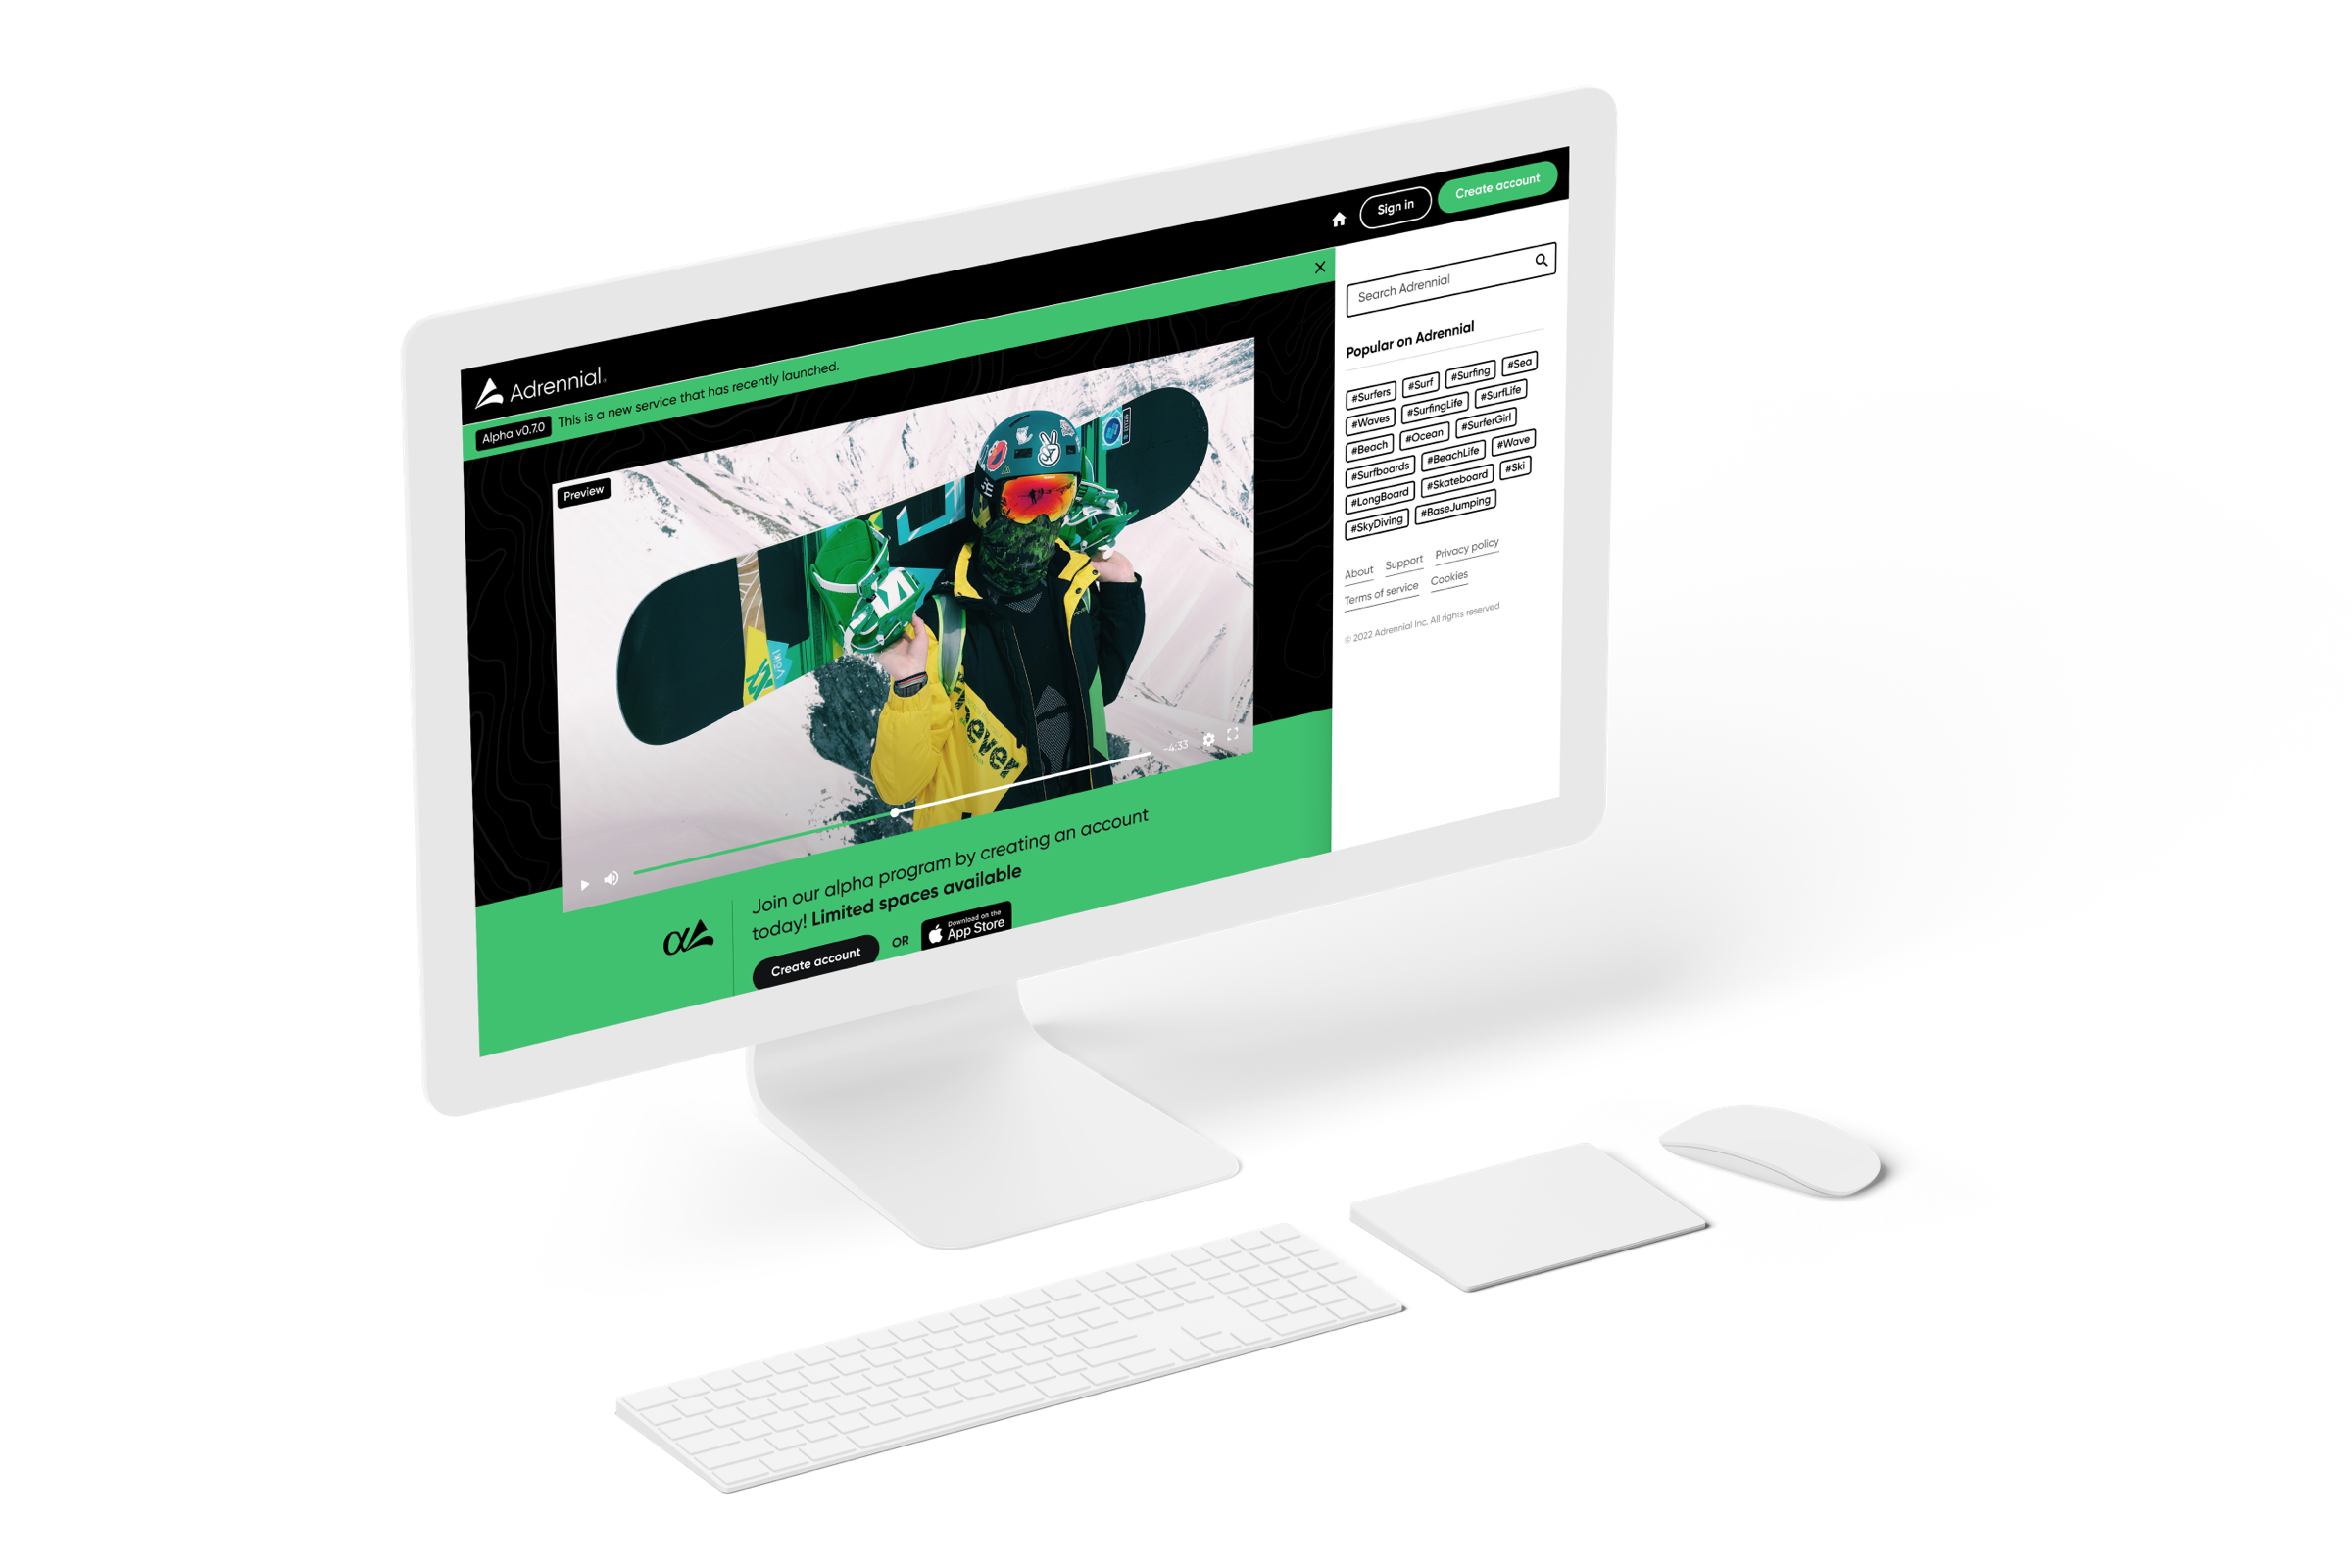 Adrennial
Sign in
Create account
Alpha v0.7.0 This is a new service that has recently launched.
Preview
-4:33
Join our alpha program by creating an account
today! Limited spaces available
Create account
OR
Download on the
App Store
Search Adrennial
Popular on Adrennial
#Surfers #Surf #Surfing #Sea
#Waves #SurfingLife #SurfLife
#Beach #Ocean #SurferGirl
#Surfboards #BeachLife #Wave
#LongBoard #Skateboard #Ski
#SkyDiving #BaseJumping
About Support Privacy policy
Terms of service Cookies
© 2022 Adrennial Inc. All rights reserved